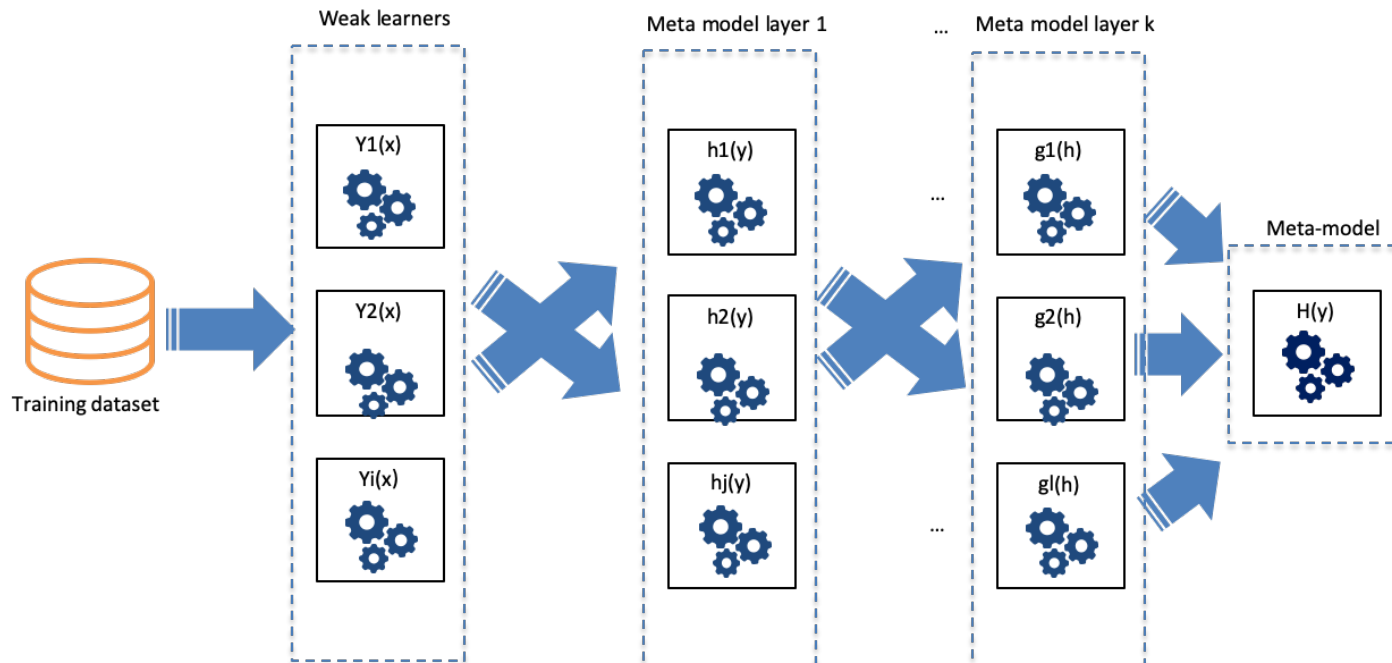 Weak learners
Meta model layer 1
...
Meta model layer k
Y1(x)
h1(y)
...
g1(h)
Meta-model
Y2(x)
h2(y)
g2(h)
H(y)
Training dataset
Yi(x)
hj(y)
...
gl(h)